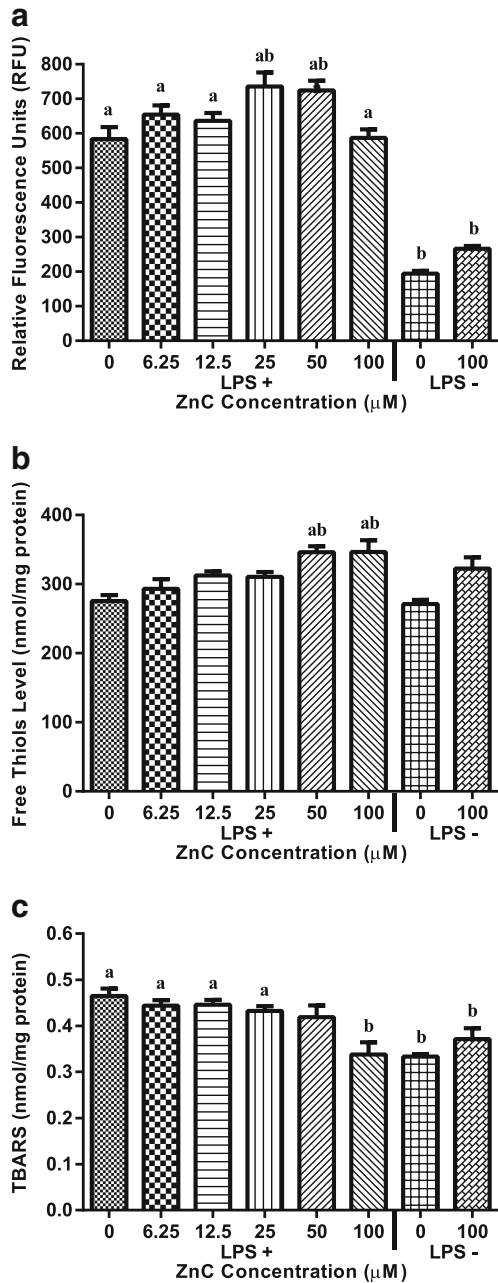 a
Relative Fluorescence Units (RFU)
800
700
600
500
400
300
200
100
0
a a a ab ab a b b
0 6.25 12.5 25 50 100 0 100
LPS + LPS -
ZnC Concentration (μM)
b
Free Thiols Level (nmol/mg protein)
400
300
200
100
0
ab ab
0 6.25 12.5 25 50 100 0 100
LPS + LPS -
ZnC Concentration (μM)
c
TBARS (nmol/mg protein)
0.6
0.5
0.4
0.3
0.2
0.1
0.0
a a a a b b b
0 6.25 12.5 25 50 100 0 100
LPS + LPS -
ZnC Concentration (μM)